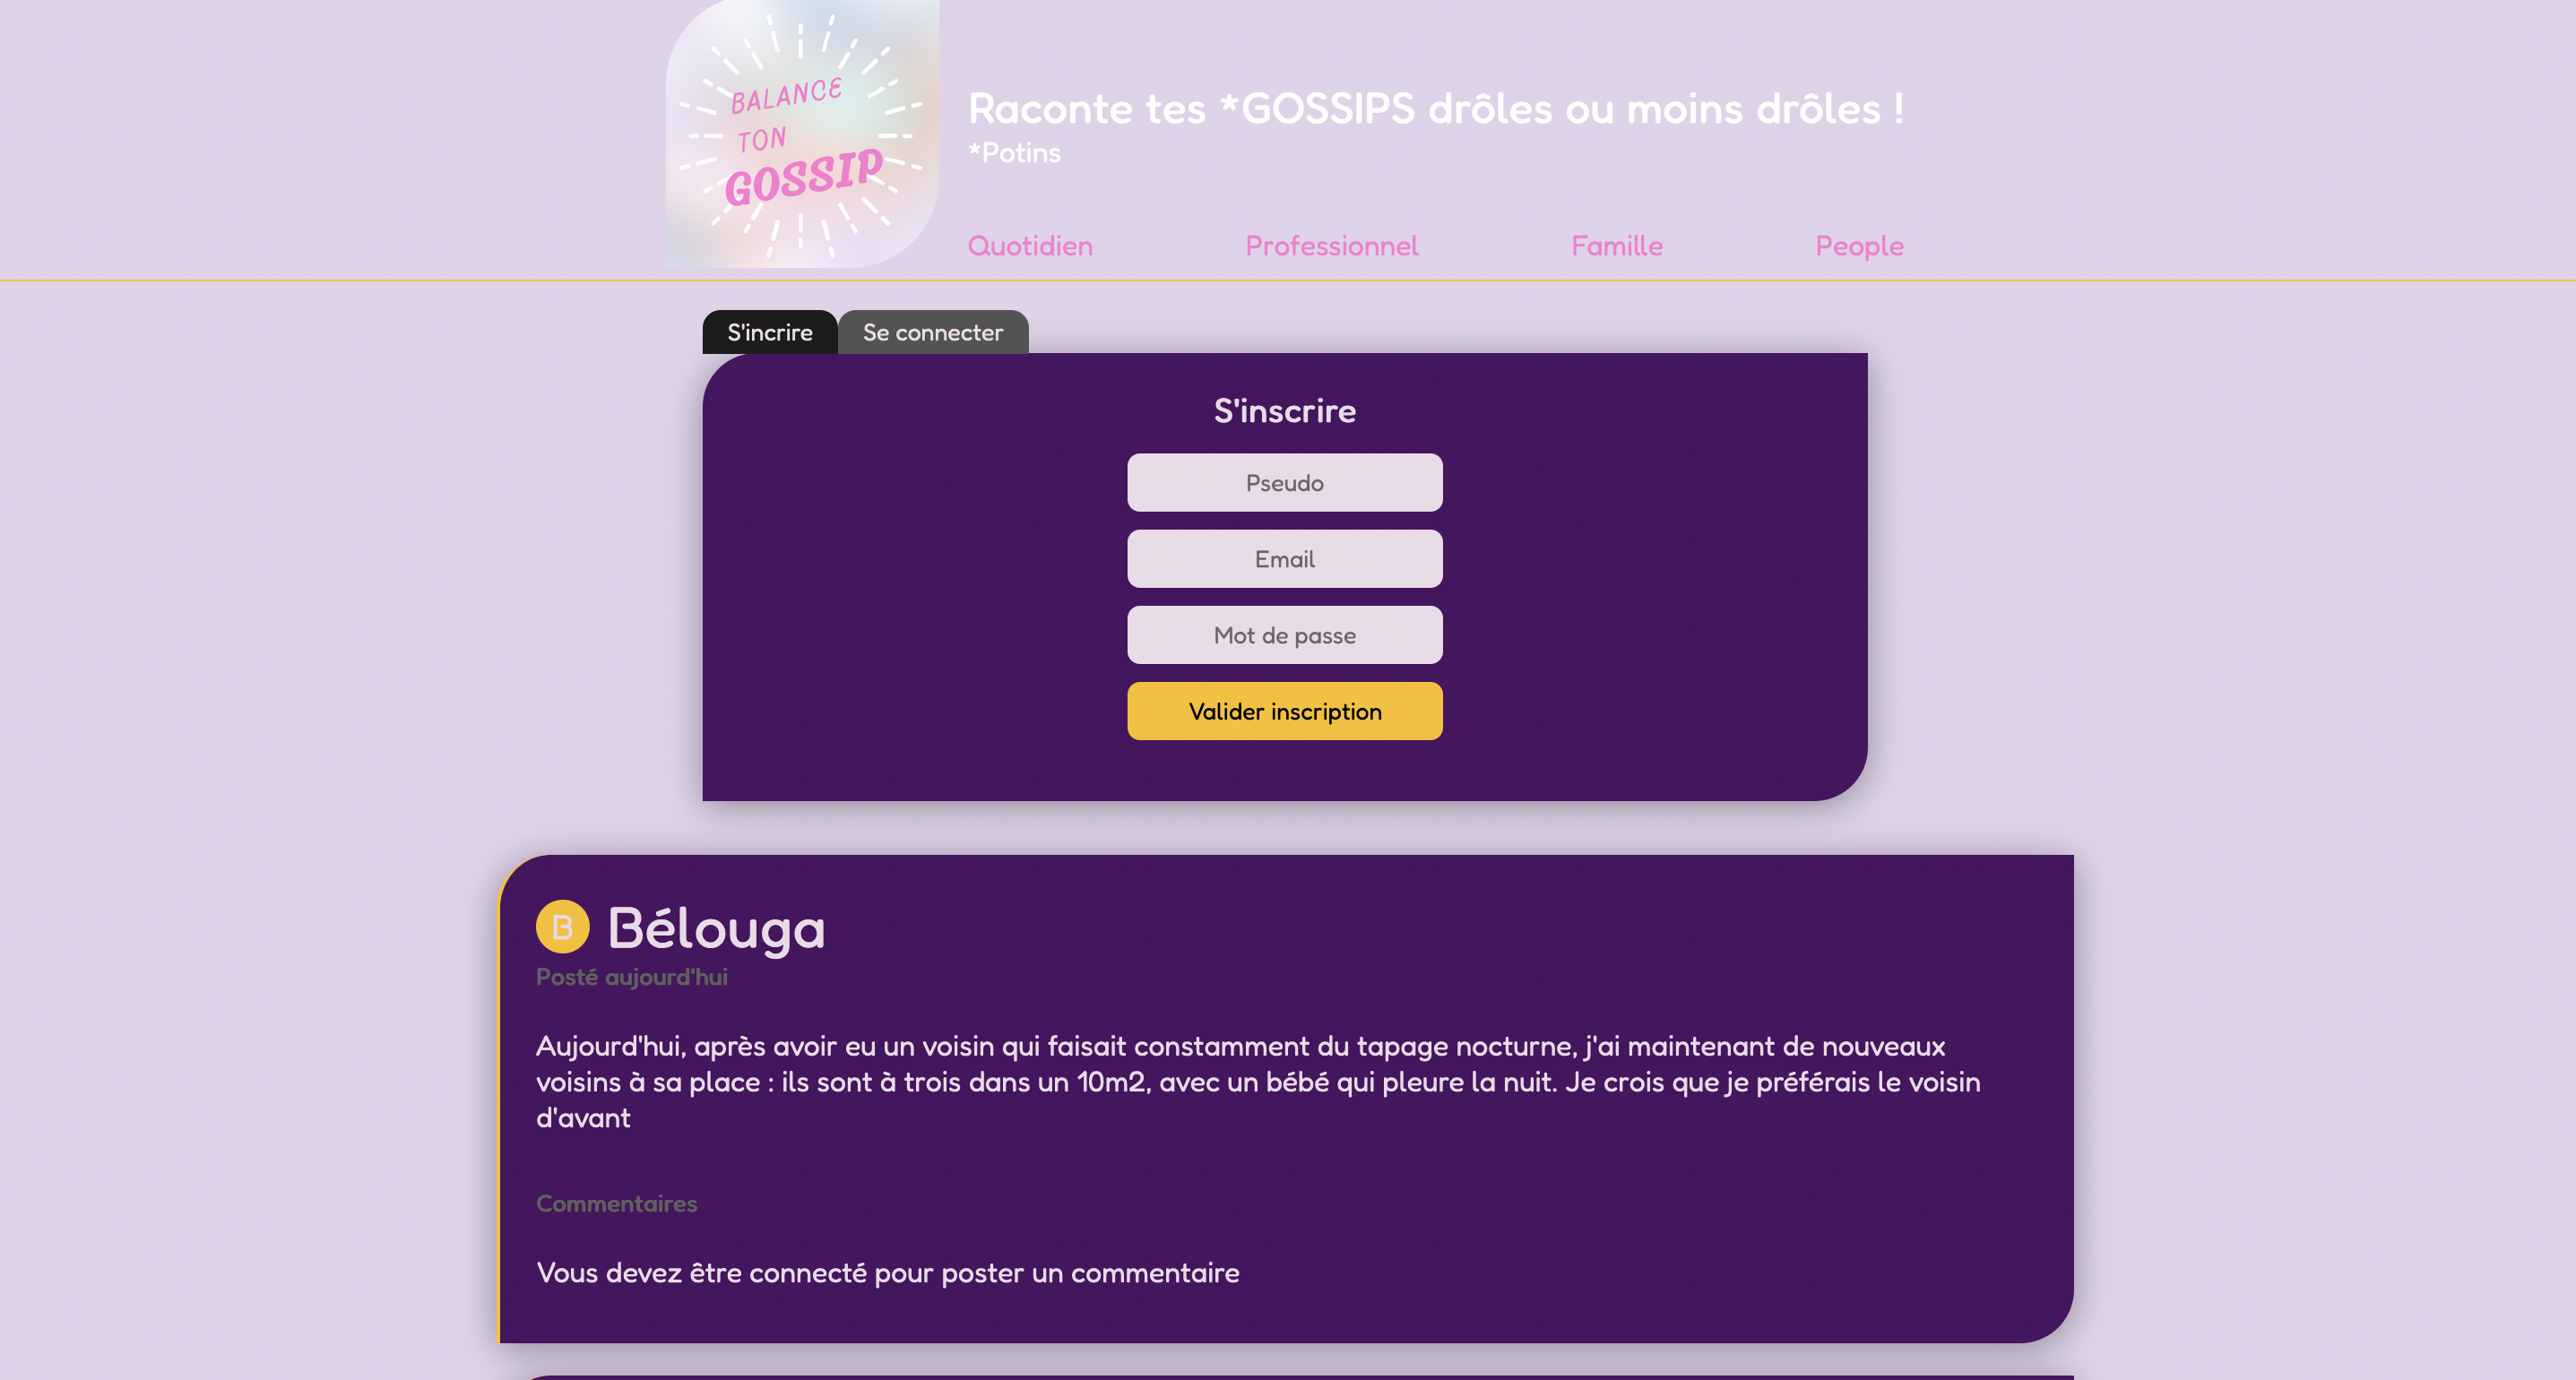 BALANCE
TON
GOSSIP
Raconte tes *GOSSIPS drôles ou moins drôles !
*Potins
Quotidien Professionnel Famille People
S'incrire Se connecter
S'inscrire
Pseudo
Email
Mot de passe
Valider inscription
B Bélouga
Posté aujourd'hui
Aujourd'hui, après avoir eu un voisin qui faisait constamment du tapage nocturne, j'ai maintenant de nouveaux
voisins à sa place : ils sont à trois dans un 10m2, avec un bébé qui pleure la nuit. Je crois que je préférais le voisin
d'avant
Commentaires
Vous devez être connecté pour poster un commentaire